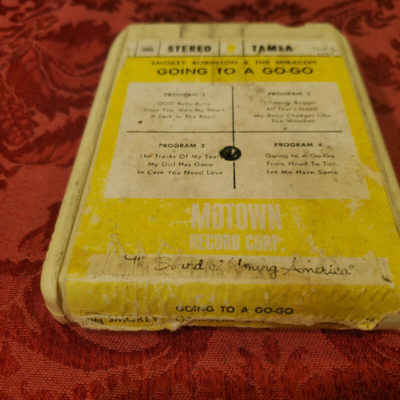 STEREO 8 TAMLA
SMOKEY ROBINSON & THE MIRACLES
GOING TO A GO-GO
PROGRAM 1
OOO Baby Baby
Since You Won My Heart
A Fork In The Road
PROGRAM 2
Choosey Beggar
All That's Good
My Baby Changes Like
The Weather
PROGRAM 3
The Tracks Of My Tear
My Girl Has Gone
In Case You Need Love
PROGRAM 4
Going to A Go-Go
From Head To Toe
Let Me Have Some
MOTOWN
RECORD CORP.
The Sound of Young America"
GOING TO A GO-GO
SMOKEY